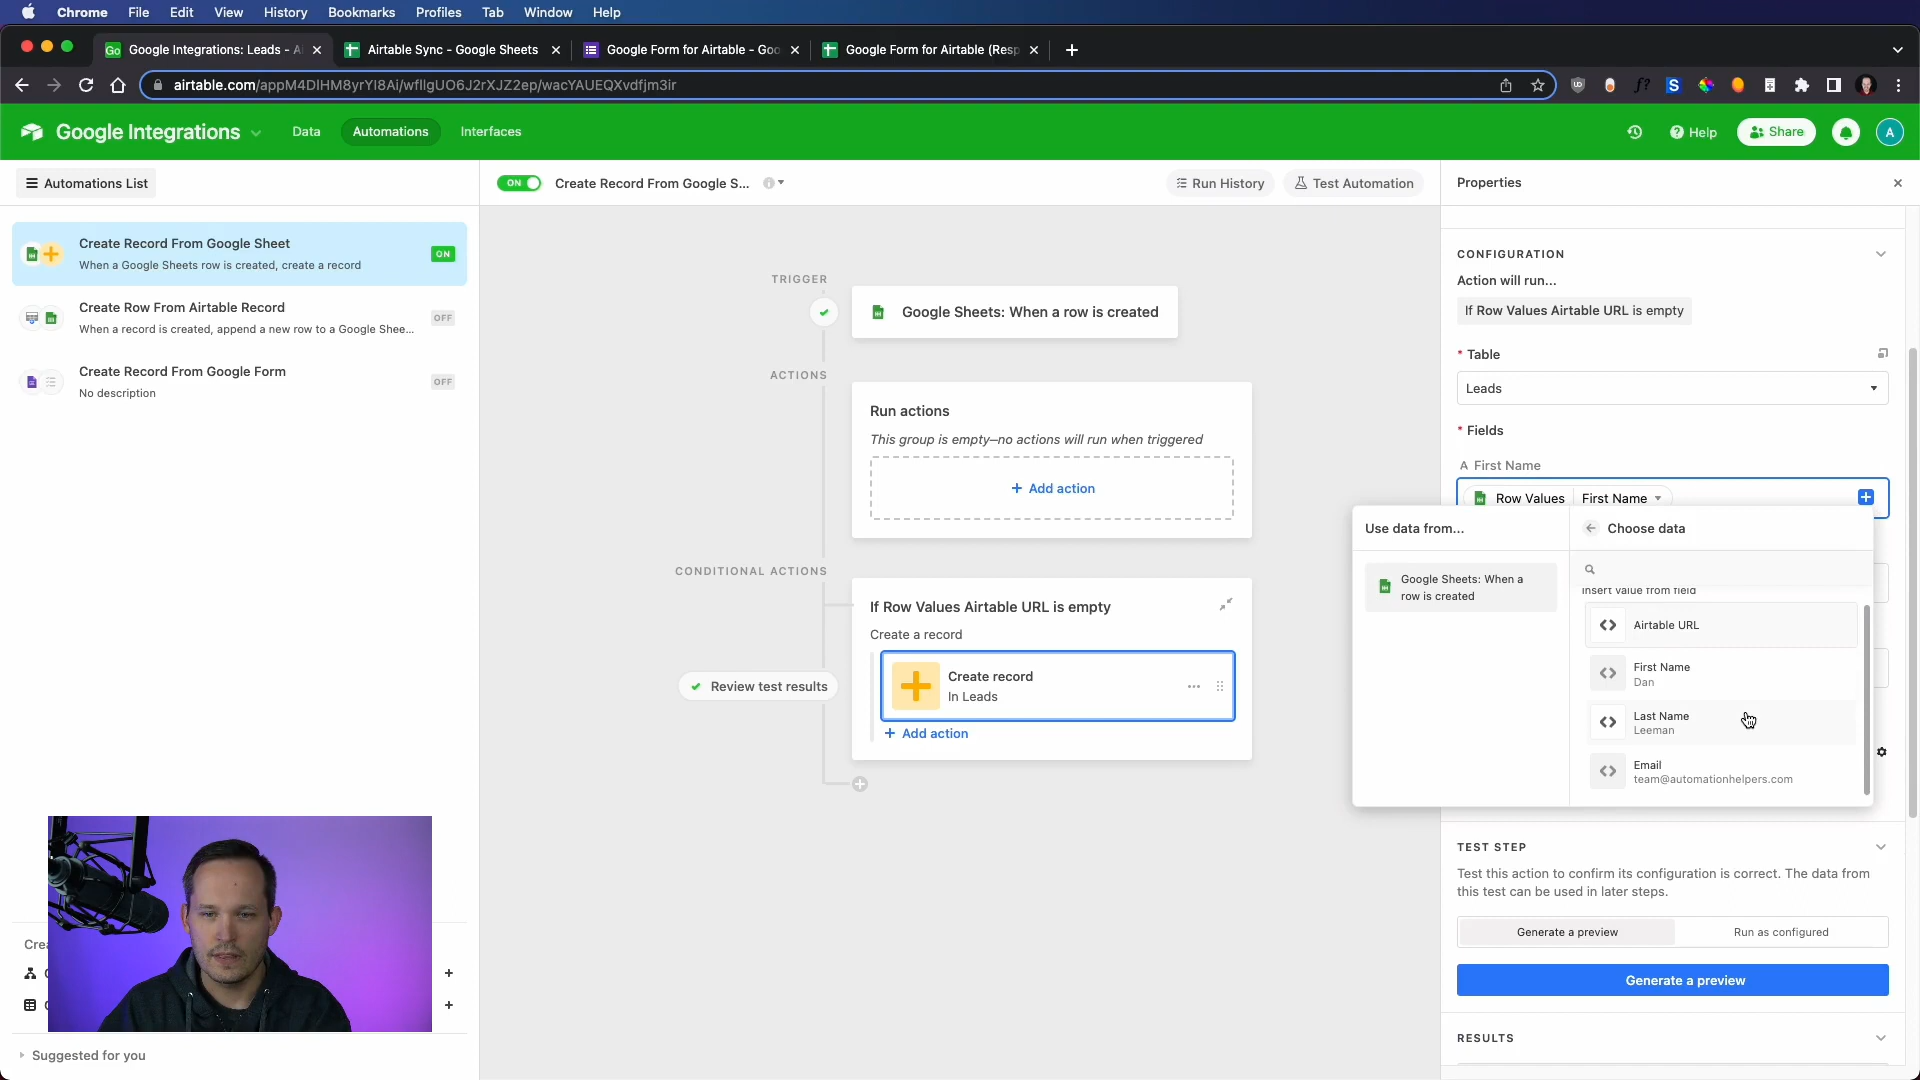 Chrome File Edit View History Bookmarks Profiles Tab Window Help
Google Integrations: Leads - Ai
Airtable Sync - Google Sheets
Google Form for Airtable - Goo
Google Form for Airtable (Resp
airtable.com/appM4DIHM8yrYI8Ai/wfllgUO6J2rXJZ2ep/wacYAUEQXvdfjm3ir
Google Integrations
Data
Automations
Interfaces
Help
Share
A
Automations List
ON
Create Record From Google S...
Run History
Test Automation
Properties
Create Record From Google Sheet
When a Google Sheets row is created, create a record
ON
Create Row From Airtable Record
When a record is created, append a new row to a Google Shee...
OFF
Create Record From Google Form
No description
OFF
Crea
Suggested for you
TRIGGER
Google Sheets: When a row is created
ACTIONS
Run actions
This group is empty—no actions will run when triggered
+ Add action
CONDITIONAL ACTIONS
If Row Values Airtable URL is empty
Create a record
Review test results
Create record
In Leads
+ Add action
CONFIGURATION
Action will run...
If Row Values Airtable URL is empty
* Table
Leads
* Fields
A First Name
Row Values First Name
Use data from...
Google Sheets: When a
row is created
Choose data
Insert value from field
Airtable URL
First Name
Dan
Last Name
Leeman
Email
team@automationhelpers.com
TEST STEP
Test this action to confirm its configuration is correct. The data from
this test can be used in later steps.
Generate a preview
Run as configured
Generate a preview
RESULTS